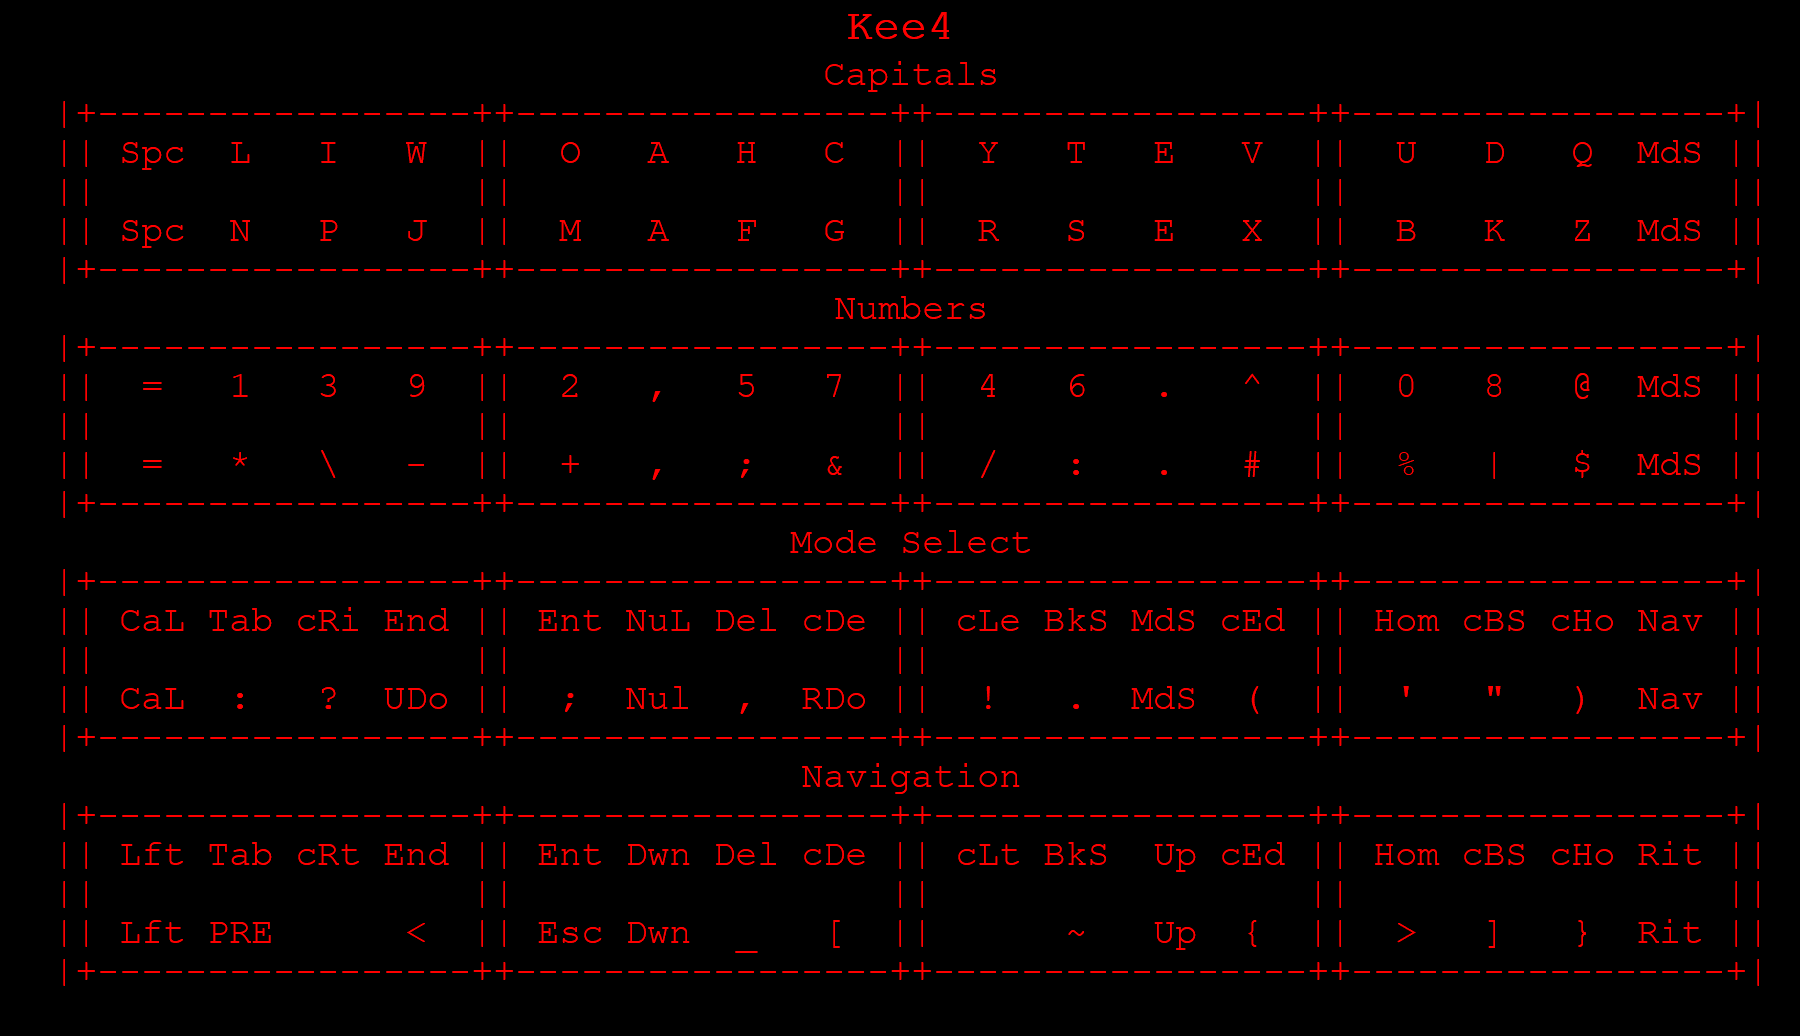 Kee4
Capitals
|+-----------------++-----------------++-----------------++-----------------+|
|| Spc  L   I   W  ||  O   A   H   C  ||  Y   T   E   V  ||  U   D   Q  MdS ||
||                 ||                 ||                 ||                 ||
|| Spc  N   P   J  ||  M   A   F   G  ||  R   S   E   X  ||  B   K   Z  MdS ||
|+-----------------++-----------------++-----------------++-----------------+|
Numbers
|+-----------------++-----------------++-----------------++-----------------+|
||  =   1   3   9  ||  2   ,   5   7  ||  4   6   .   ^  ||  0   8   @  MdS ||
||                 ||                 ||                 ||                 ||
||  =   *   \   -  ||  +   ,   ;   &  ||  /   :   .   #  ||  %   |   $  MdS ||
|+-----------------++-----------------++-----------------++-----------------+|
Mode Select
|+-----------------++-----------------++-----------------++-----------------+|
|| CaL Tab cRi End || Ent NuL Del cDe || cLe BkS MdS cEd || Hom cBS cHo Nav ||
||                 ||                 ||                 ||                 ||
|| CaL  :   ?  UDo ||  ;  Nul  ,  RDo ||  !   .  MdS  (  ||  '   "   )  Nav ||
|+-----------------++-----------------++-----------------++-----------------+|
Navigation
|+-----------------++-----------------++-----------------++-----------------+|
|| Lft Tab cRt End || Ent Dwn Del cDe || cLt BkS  Up cEd || Hom cBS cHo Rit ||
||                 ||                 ||                 ||                 ||
|| Lft PRE      <  || Esc Dwn  _   [  ||      ~   Up  {  ||  >   ]   }  Rit ||
|+-----------------++-----------------++-----------------++-----------------+|